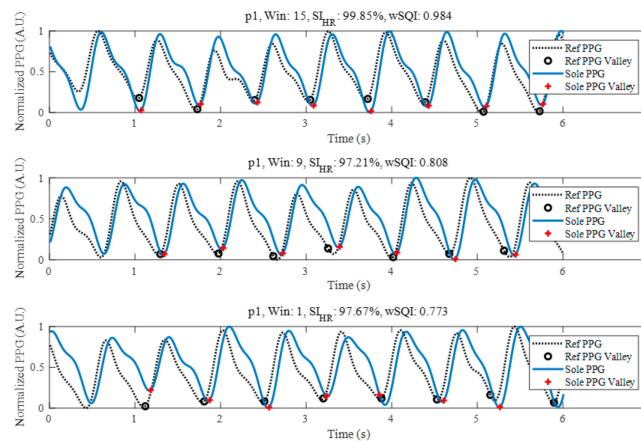 p1, Win: 15, SI_HR: 99.85%, wSQI: 0.984
Normalized PPG (A.U.)
1
0.5
0
0 1 2 3 4 5 6
Time (s)
Ref PPG
Ref PPG Valley
Sole PPG
Sole PPG Valley
p1, Win: 9, SI_HR: 97.21%, wSQI: 0.808
Normalized PPG (A.U.)
1
0.5
0
0 1 2 3 4 5 6
Time (s)
Ref PPG
Ref PPG Valley
Sole PPG
Sole PPG Valley
p1, Win: 1, SI_HR: 97.67%, wSQI: 0.773
Normalized PPG (A.U.)
1
0.5
0
0 1 2 3 4 5 6
Time (s)
Ref PPG
Ref PPG Valley
Sole PPG
Sole PPG Valley